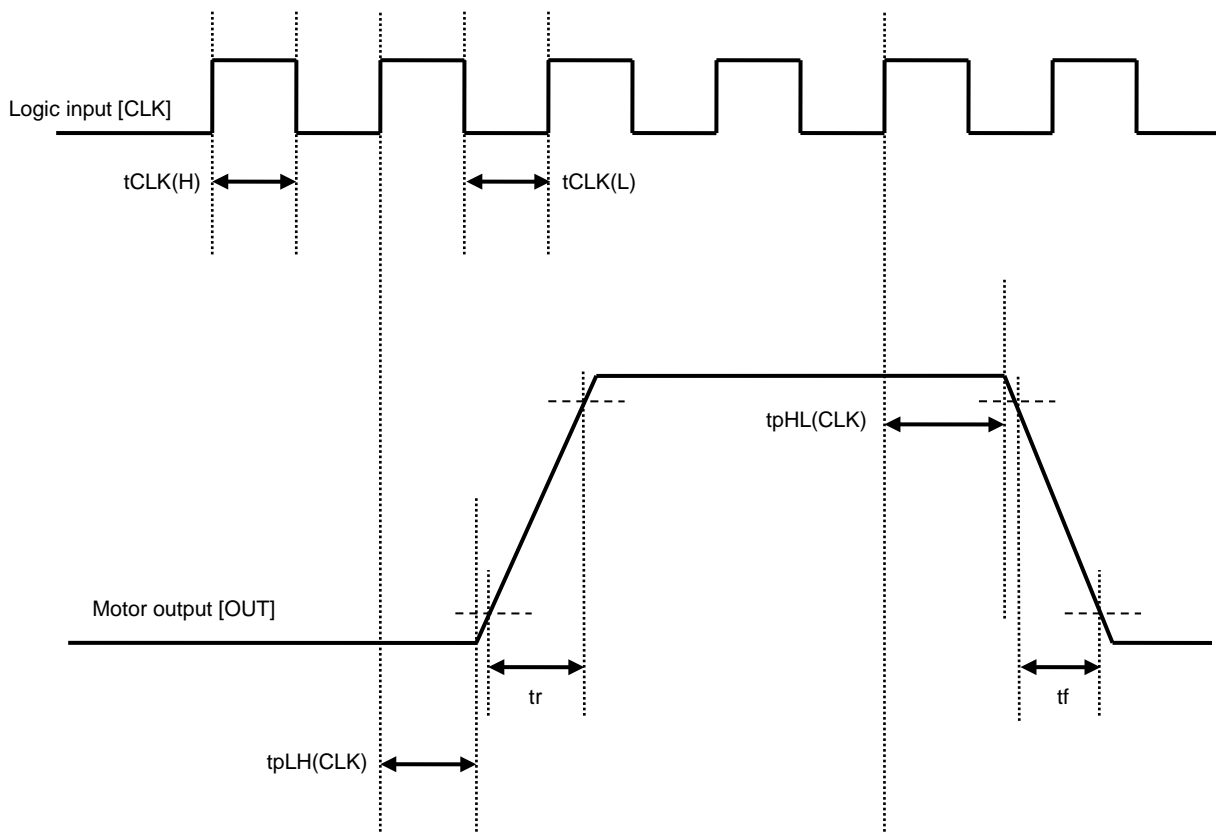 Logic input [CLK]
tCLK(H)
tCLK(L)
tpHL(CLK)
Motor output [OUT]
tr
tf
tpLH(CLK)